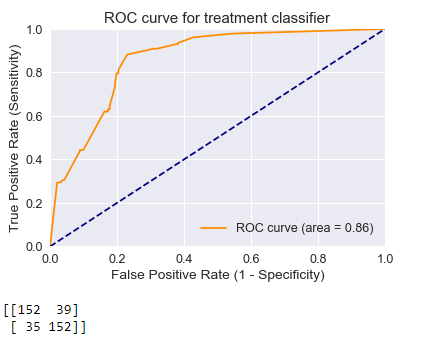 ROC curve for treatment classifier
True Positive Rate (Sensitivity)
1.0
0.8
0.6
0.4
0.2
0.0
ROC curve (area = 0.86)
0.0 0.2 0.4 0.6 0.8 1.0
False Positive Rate (1 - Specificity)
[[152  39]
 [ 35 152]]